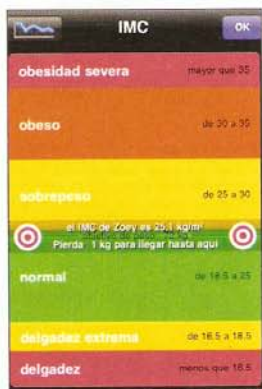 IMC
OK
obesidad severa mayor que 35
obeso de 30 a 35
sobrepeso de 25 a 30
el IMC de Zoey es 25.1 kg/m²
Pierda 1 kg para llegar hasta aquí
normal de 18.5 a 25
delgadez extrema de 16.5 a 18.5
delgadez menos que 16.5